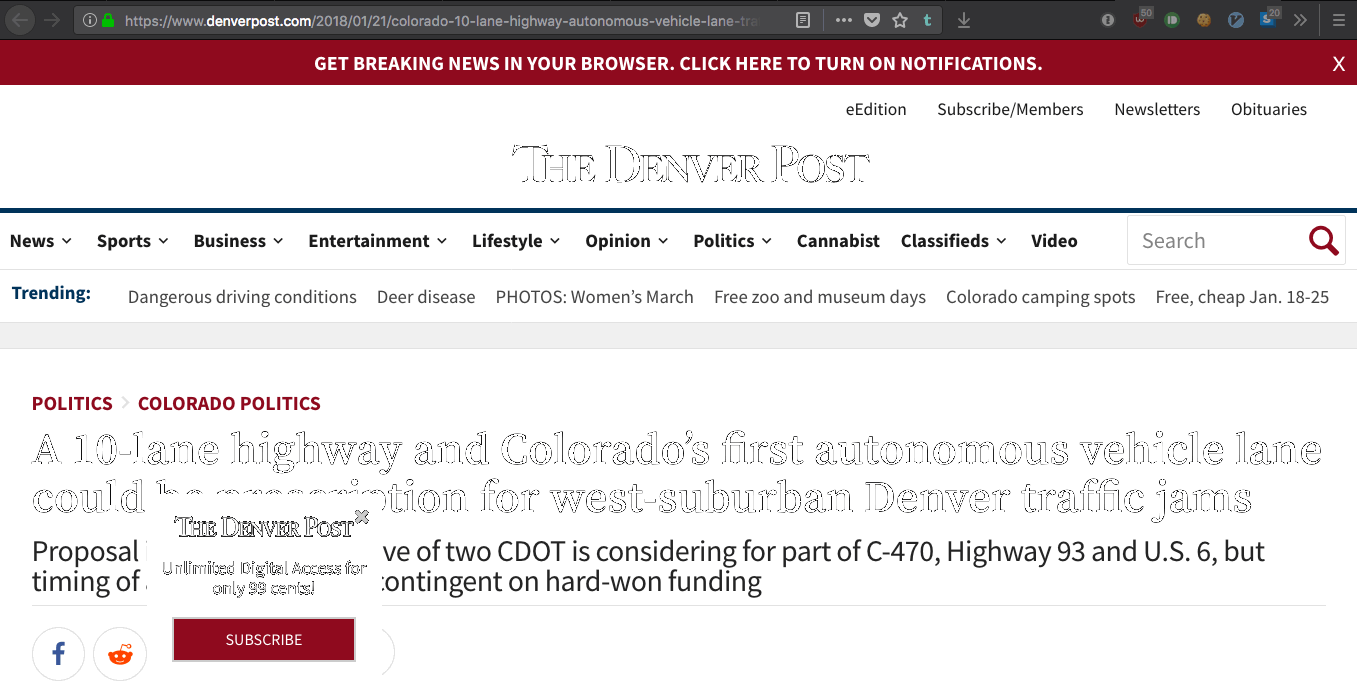 https://www.denverpost.com/2018/01/21/colorado-10-lane-highway-autonomous-vehicle-lane-tra
50
20
GET BREAKING NEWS IN YOUR BROWSER. CLICK HERE TO TURN ON NOTIFICATIONS.
X
eEdition Subscribe/Members Newsletters Obituaries
THE DENVER POST
News Sports Business Entertainment Lifestyle Opinion Politics Cannabist Classifieds Video Search
Trending: Dangerous driving conditions Deer disease PHOTOS: Women’s March Free zoo and museum days Colorado camping spots Free, cheap Jan. 18-25
POLITICS > COLORADO POLITICS
A 10-lane highway and Colorado’s first autonomous vehicle lane
could be prescription for west-suburban Denver traffic jams
Proposal ve of two CDOT is considering for part of C-470, Highway 93 and U.S. 6, but
timing of contingent on hard-won funding
THE DENVER POST
Unlimited Digital Access for
only 99 cents!
SUBSCRIBE